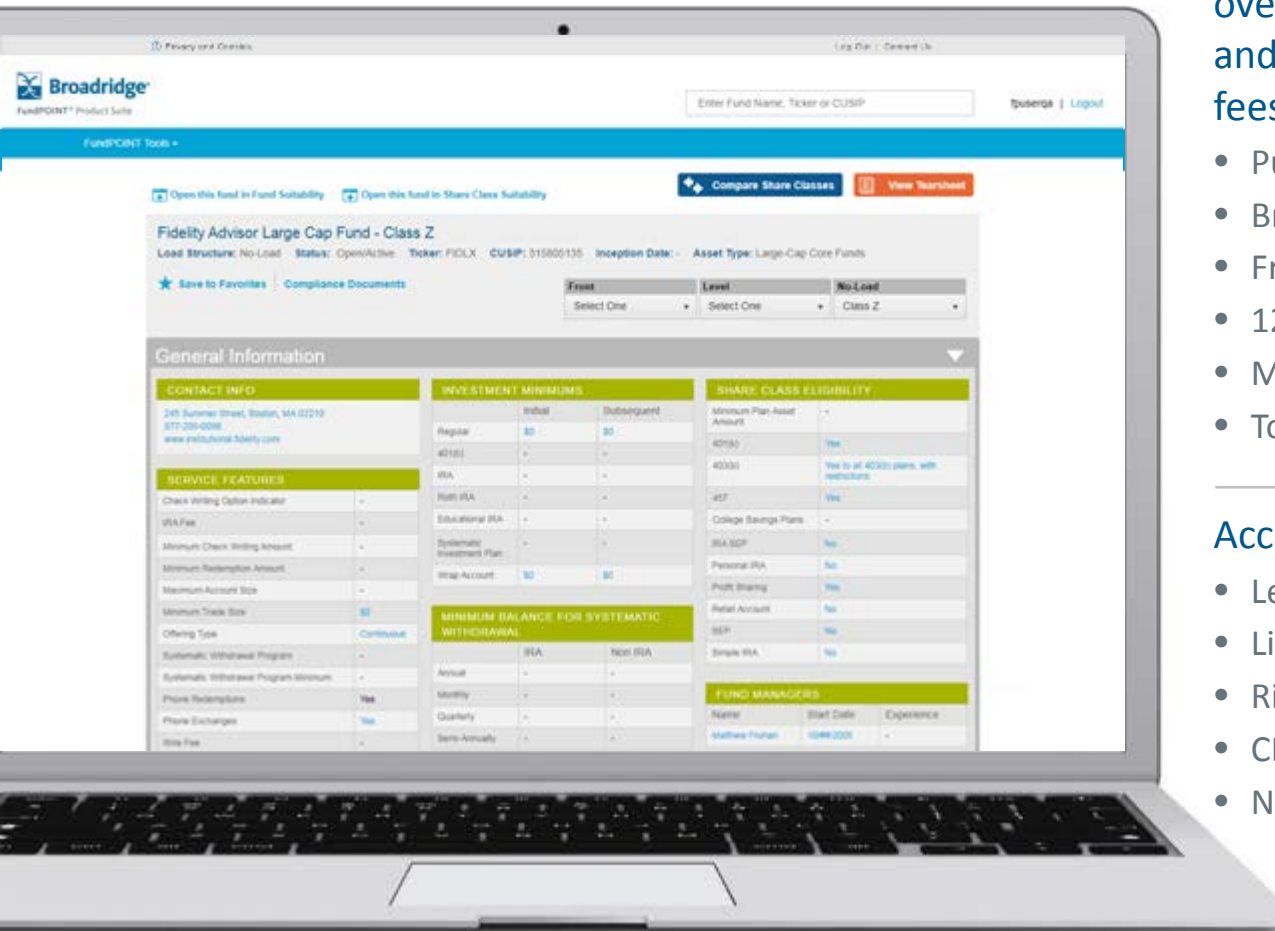 Privacy and Cookies
Log Out | Contact Us
Broadridge
FundPOINT® Product Suite
Enter Fund Name, Ticker or CUSIP
fpuserqa | Logout
FundPOINT Tools
Open this fund in Fund Suitability
Open this fund in Share Class Suitability
Compare Share Classes
View Tearsheet
Fidelity Advisor Large Cap Fund - Class Z
Load Structure: No-Load Status: Open/Active Ticker: FIDLX CUSIP: 315805135 Inception Date: - Asset Type: Large-Cap Core Funds
Save to Favorites Compliance Documents
Front Level No-Load
Select One Select One Class Z
General Information
CONTACT INFO
245 Summer Street, Boston, MA 02210
877-208-0098
www.institutional.fidelity.com
SERVICE FEATURES
Check Writing Option Indicator -
IRA Fee -
Minimum Check Writing Amount -
Minimum Redemption Amount -
Maximum Account Size -
Minimum Trade Size $0
Offering Type Continuous
Systematic Withdrawal Program -
Systematic Withdrawal Program Minimum -
Phone Redemptions Yes
Phone Exchanges Yes
Wire Fee -
INVESTMENT MINIMUMS
Initial Subsequent
Regular $0 $0
401(k) - -
IRA - -
Roth IRA - -
Educational IRA - -
Systematic Investment Plan - -
Wrap Account $0 $0
MINIMUM BALANCE FOR SYSTEMATIC
WITHDRAWAL
IRA Non IRA
Annual - -
Monthly - -
Quarterly - -
Semi-Annually - -
SHARE CLASS ELIGIBILITY
Minimum Plan Asset
Amount -
401(k) Yes
403(b) Yes to all 403(b) plans, with
restrictions
457 Yes
College Savings Plans -
IRA SEP No
Personal IRA No
Profit Sharing Yes
Retail Account No
SEP No
Simple IRA No
FUND MANAGERS
Name Start Date Experience
Matthew Fruhan -
ove
and
fees
• Pu
• Br
• Fr
• 12
• M
• To
Acc
• Le
• Li
• Ri
• Cl
• N